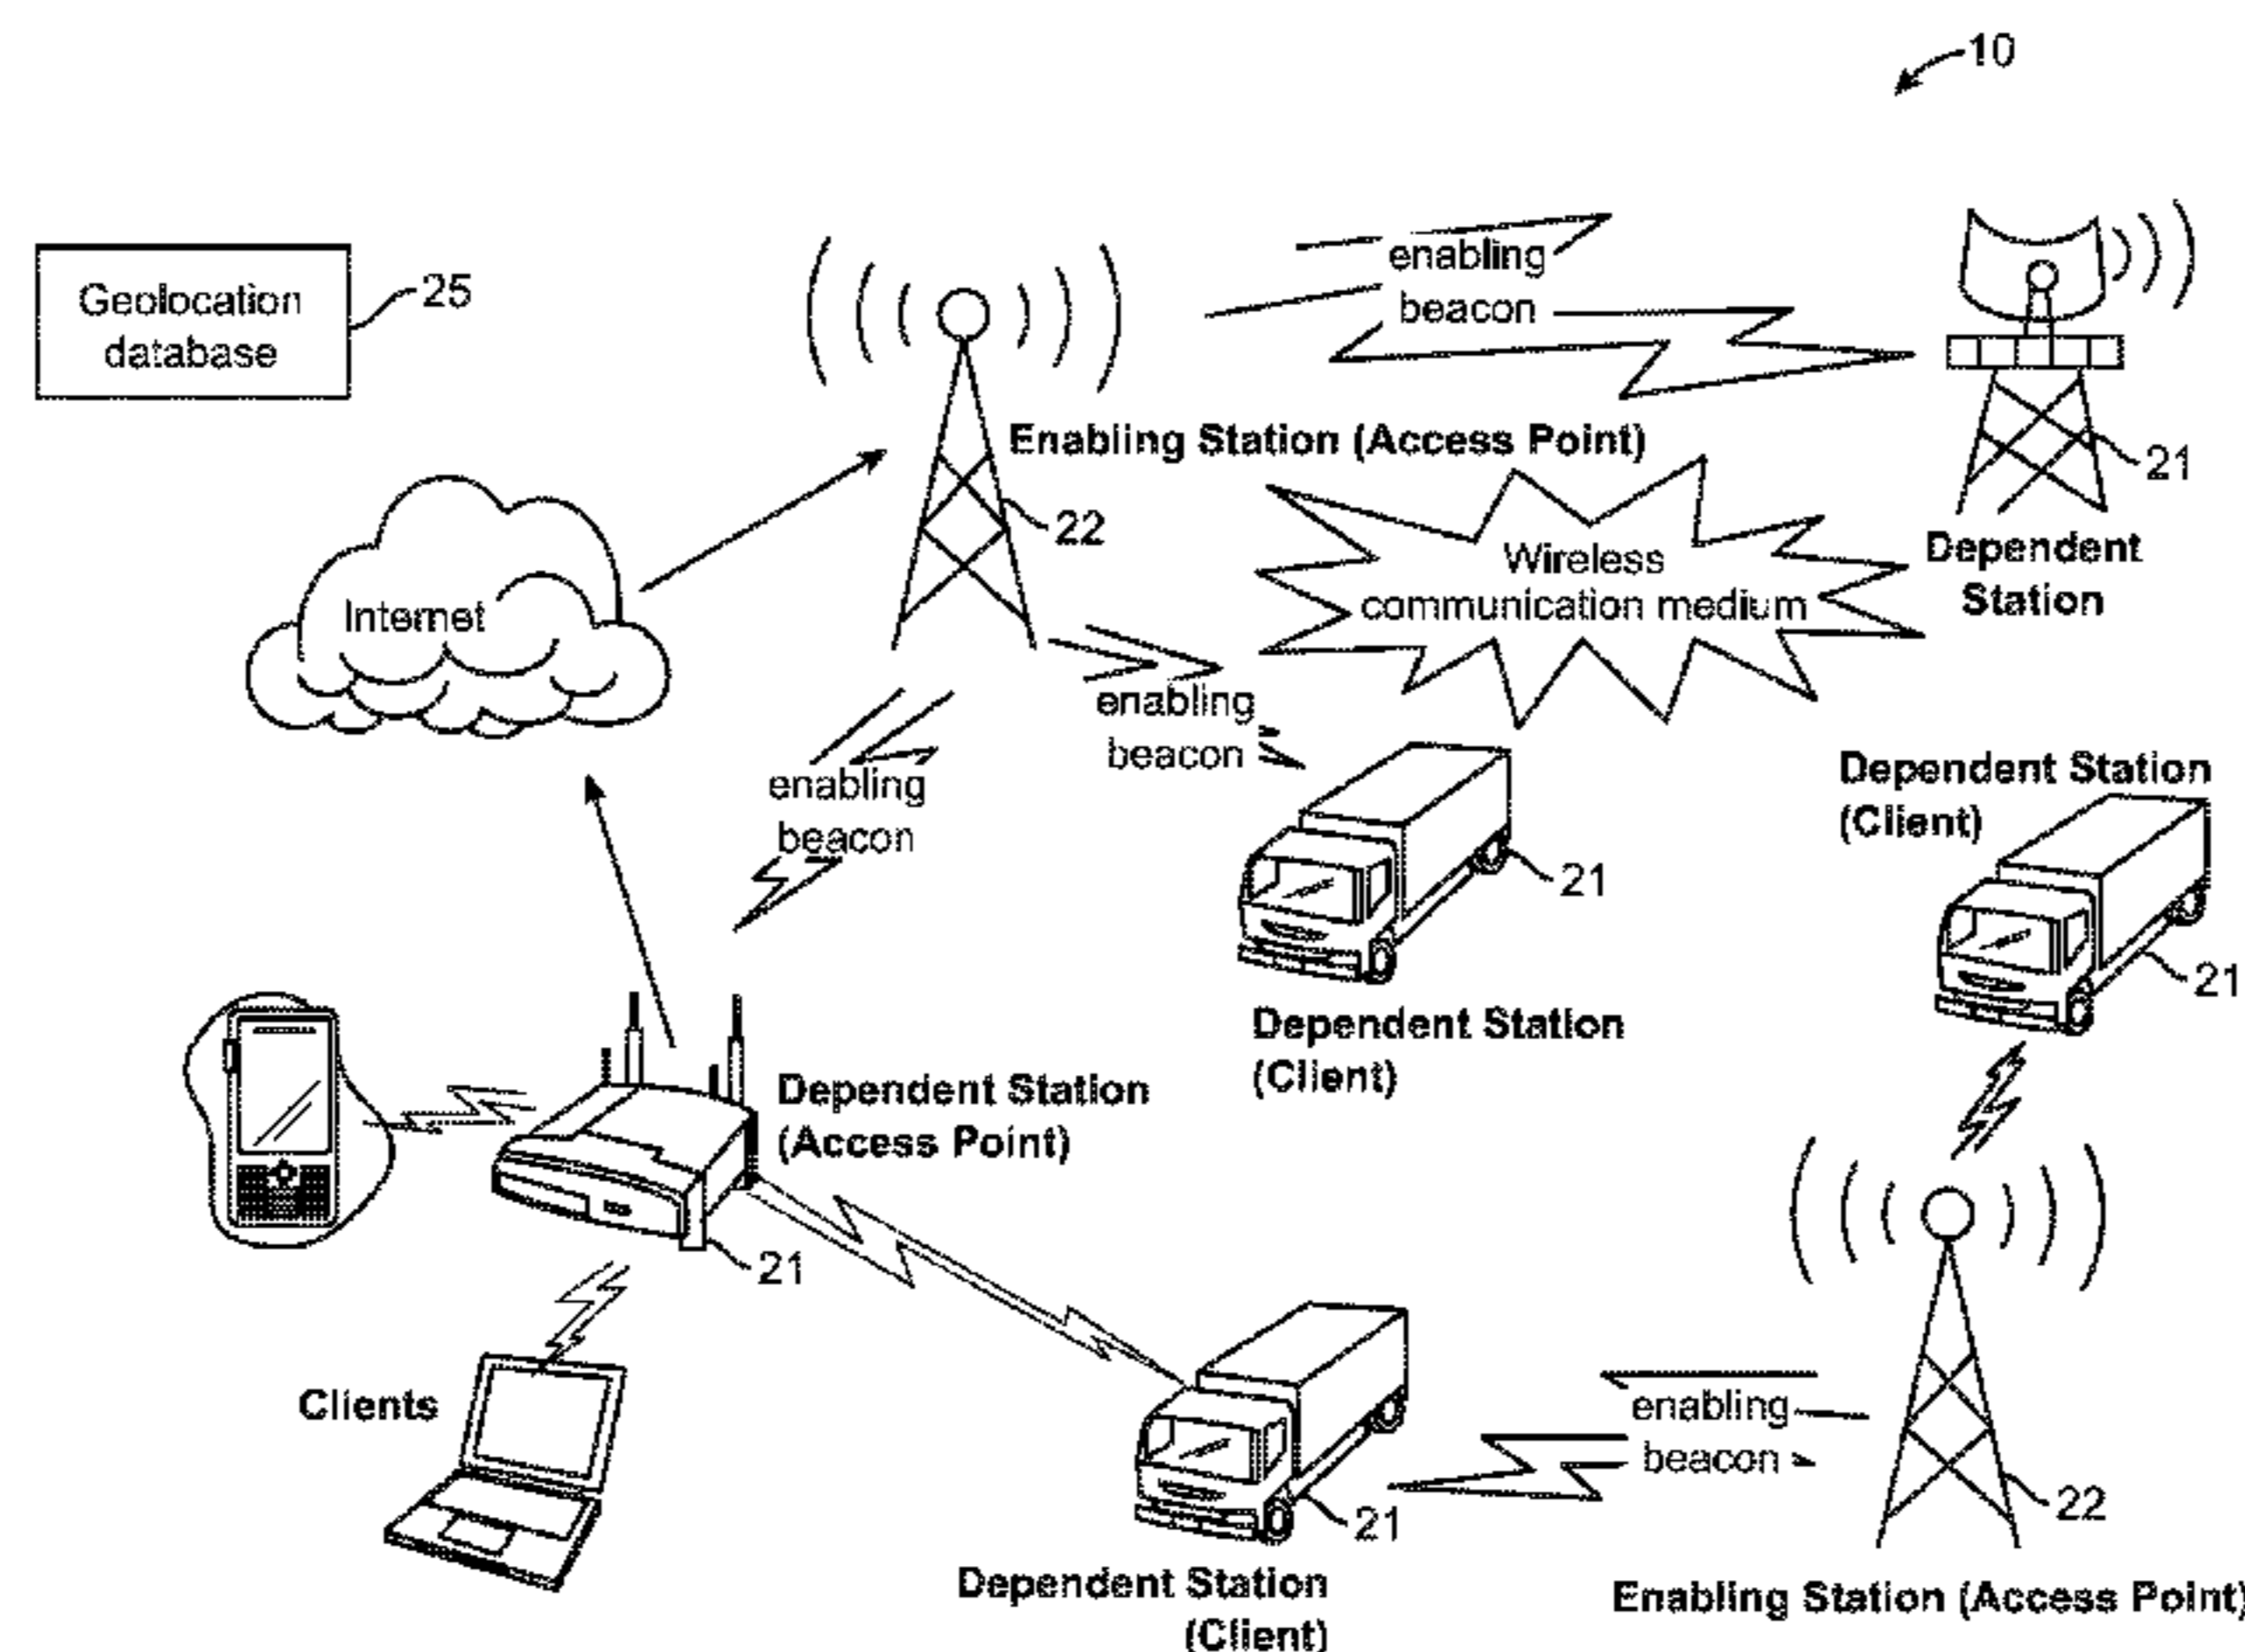 10
Geolocation
database
25
enabling
beacon
Enabling Station (Access Point)
22
21
Dependent
Station
Wireless
communication medium
Internet
enabling
beacon
enabling
beacon
21
Dependent Station
(Client)
Dependent Station
(Client)
21
Dependent Station
(Access Point)
21
Clients
enabling
beacon
21
22
Dependent Station
(Client)
Enabling Station (Access Point)